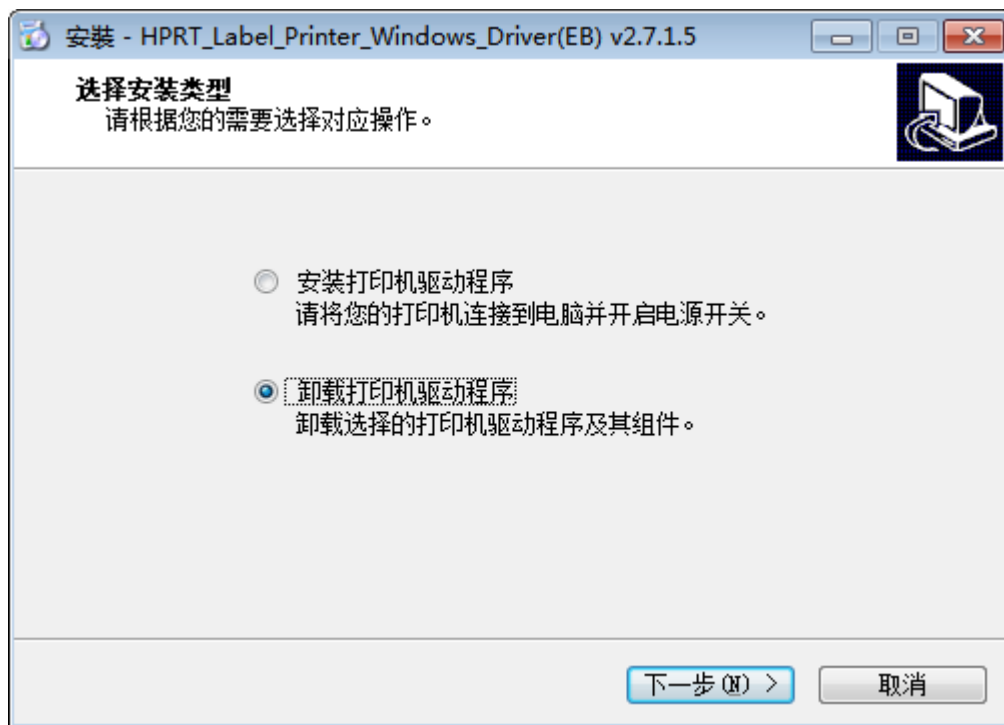 安裝 - HPRT_Label_Printer_Windows_Driver(EB) v2.7.1.5
选择安装类型
请根据您的需要选择对应操作。
安装打印机驱动程序
请将您的打印机连接到电脑并开启电源开关。
卸载打印机驱动程序
卸载选择的打印机驱动程序及其组件。
下一步(N) >
取消